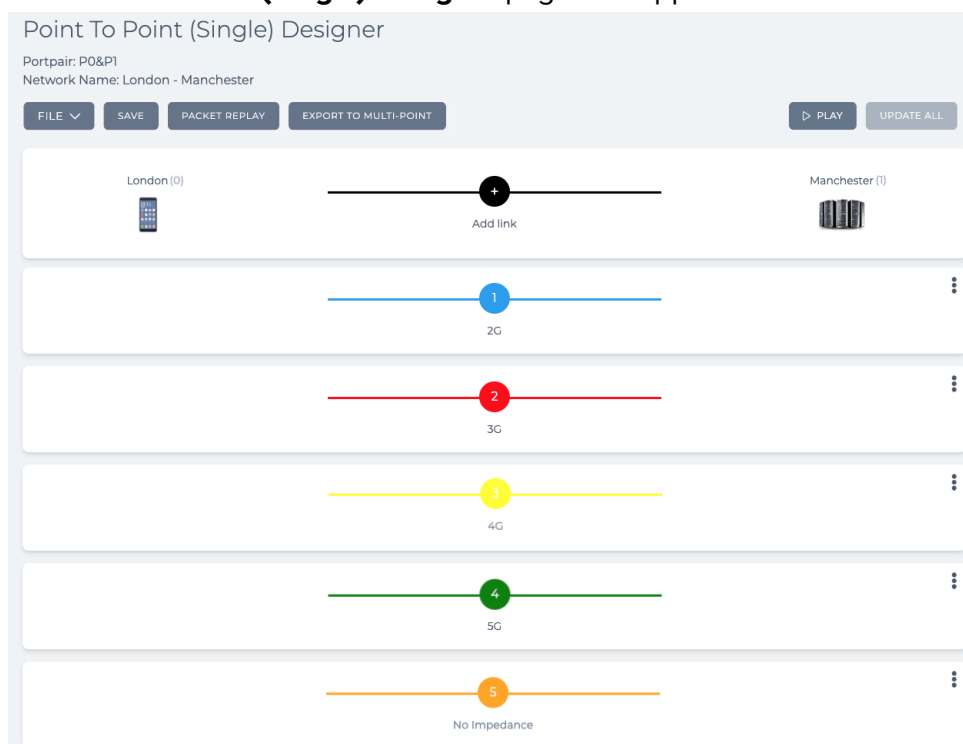 Point To Point (Single) Designer
Portpair: P0&P1
Network Name: London - Manchester
FILE SAVE PACKET REPLAY EXPORT TO MULTI-POINT PLAY UPDATE ALL
London (0) + Manchester (1)
Add link
1
2G
2
3G
3
4G
4
5G
5
No Impedance